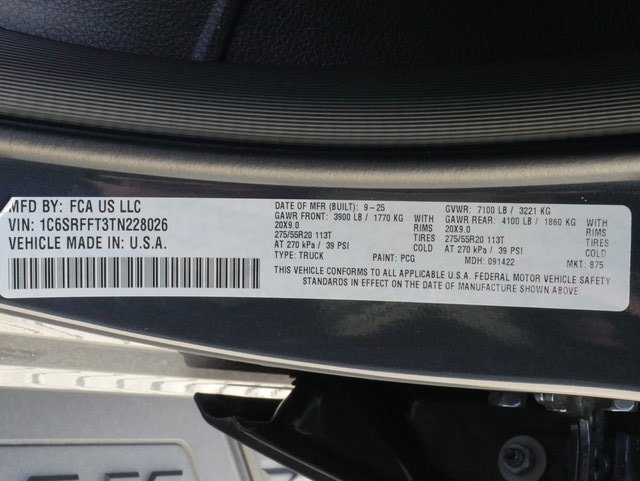 MFD BY: FCA US LLC
VIN: 1C6SRFFT3TN228026
VEHICLE MADE IN: U.S.A.
DATE OF MFR (BUILT): 9-25
GAWR FRONT: 3900 LB / 1770 KG WITH
20X9.0 RIMS
275/55R20 113T TIRES
AT 270 kPa / 39 PSI COLD
TYPE: TRUCK PAINT: PCG
GVWR: 7100 LB / 3221 KG
GAWR REAR: 4100 LB / 1860 KG WITH
20X9.0 RIMS
275/55R20 113T TIRES
AT 270 kPa / 39 PSI COLD
MDH: 091422 MKT: 875
THIS VEHICLE CONFORMS TO ALL APPLICABLE U.S.A. FEDERAL MOTOR VEHICLE SAFETY
STANDARDS IN EFFECT ON THE DATE OF MANUFACTURE SHOWN ABOVE